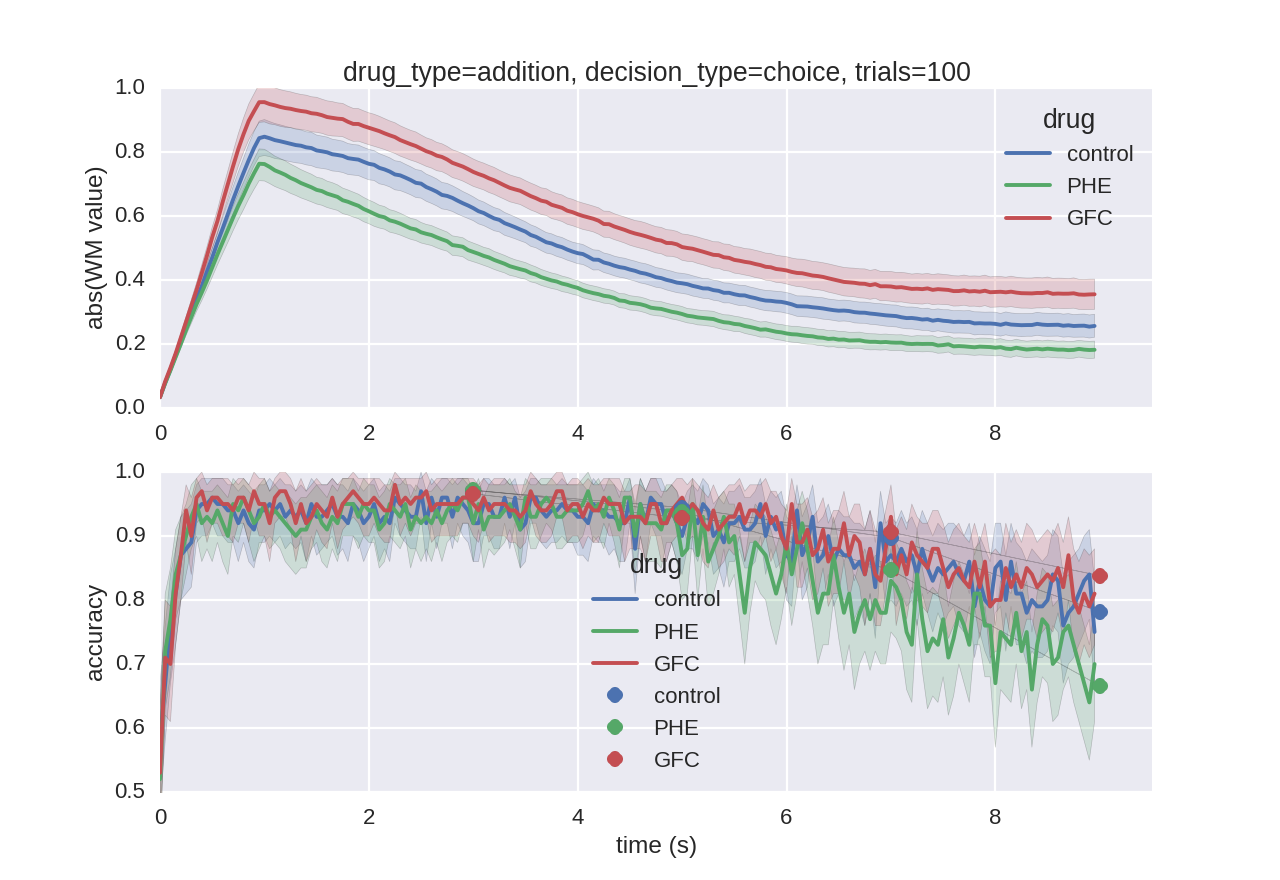 drug_type=addition, decision_type=choice, trials=100
1.0
0.8
0.6
0.4
0.2
0.0
abs(WM value)
drug
control
PHE
GFC
0 2 4 6 8
1.0
0.9
0.8
0.7
0.6
0.5
accuracy
drug
control
PHE
GFC
control
PHE
GFC
0 2 4 6 8
time (s)